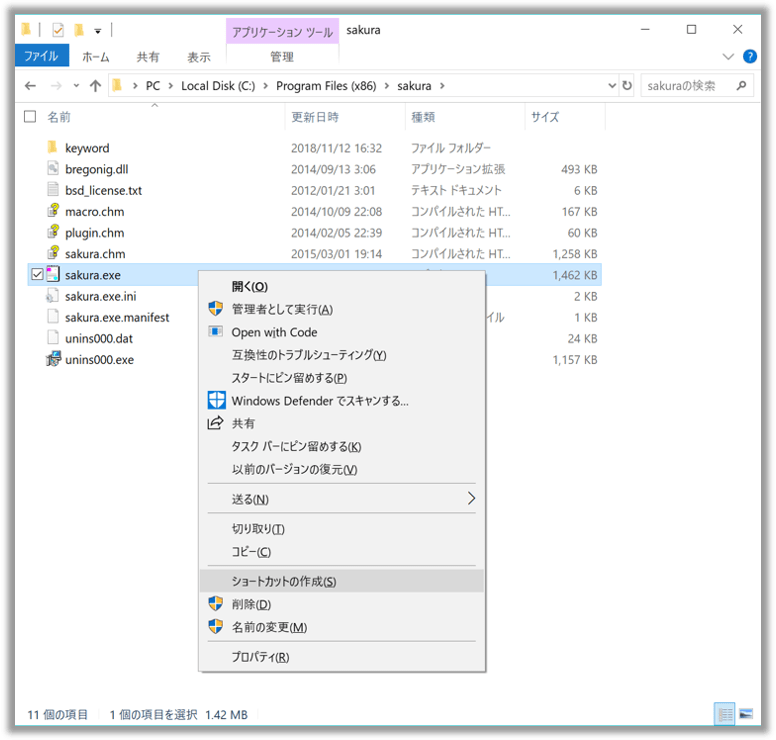 アプリケーション ツール sakura
ファイル ホーム 共有 表示 管理
PC Local Disk (C:) Program Files (x86) sakura sakuraの検索
名前 更新日時 種類 サイズ
keyword 2018/11/12 16:32 ファイル フォルダー
bregonig.dll 2014/09/13 3:06 アプリケーション拡張 493 KB
bsd_license.txt 2012/01/21 3:01 テキスト ドキュメント 6 KB
macro.chm 2014/10/09 22:08 コンパイルされた HT... 167 KB
plugin.chm 2014/02/05 22:39 コンパイルされた HT... 60 KB
sakura.chm 2015/03/01 19:14 コンパイルされた HT... 1,258 KB
sakura.exe 1,462 KB
sakura.exe.ini 2 KB
sakura.exe.manifest イル 1 KB
unins000.dat 24 KB
unins000.exe 1,157 KB
開く(O)
管理者として実行(A)
Open with Code
互換性のトラブルシューティング(Y)
スタートにピン留めする(P)
Windows Defender でスキャンする...
共有
タスク バーにピン留めする(K)
以前のバージョンの復元(V)
送る(N)
切り取り(T)
コピー(C)
ショートカットの作成(S)
削除(D)
名前の変更(M)
プロパティ(R)
11 個の項目 1 個の項目を選択 1.42 MB